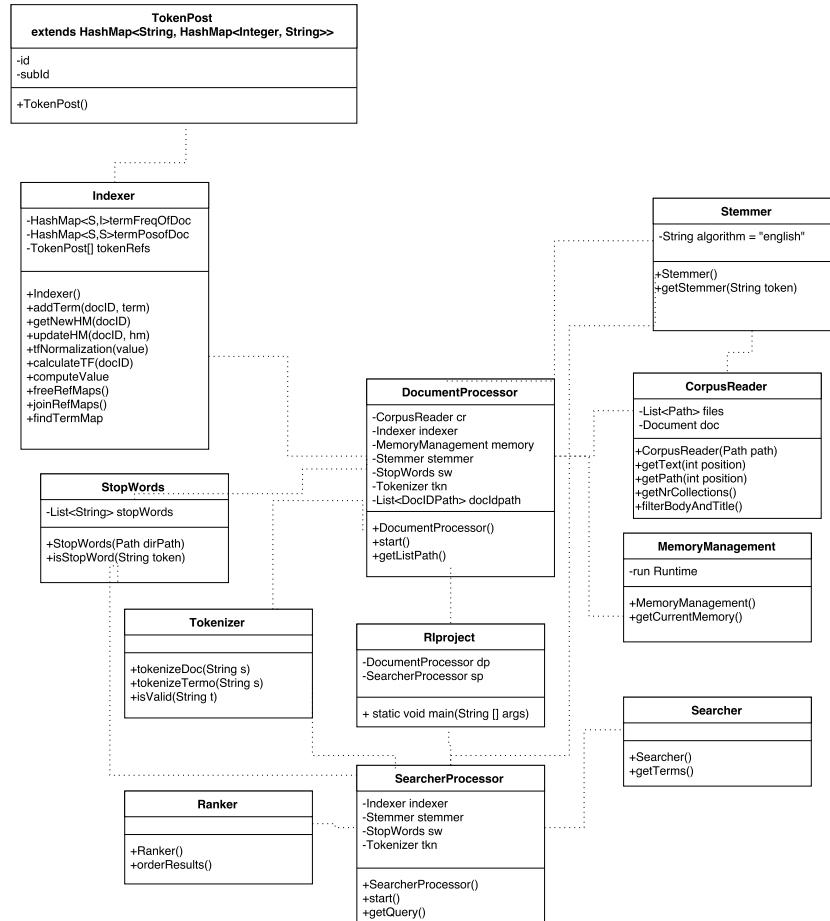 TokenPost
extends HashMap<String, HashMap<Integer, String>>
-id
-subId
+TokenPost()
Indexer
-HashMap<S,I>termFreqOfDoc
-HashMap<S,S>termPosofDoc
-TokenPost[] tokenRefs
+Indexer()
+addTerm(docID, term)
+getNewHM(docID)
+updateHM(docID, hm)
+tfNormalization(value)
+calculateTF(docID)
+computeValue
+freeRefMaps()
+joinRefMaps()
+findTermMap
Stemmer
-String algorithm = "english"
+Stemmer()
+getStemmer(String token)
DocumentProcessor
-CorpusReader cr
-Indexer indexer
-MemoryManagement memory
-Stemmer stemmer
-StopWords sw
-Tokenizer tkn
-List<DocIDPath> docIdpath
+DocumentProcessor()
+start()
+getListPath()
CorpusReader
-List<Path> files
-Document doc
+CorpusReader(Path path)
+getText(int position)
+getPath(int position)
+getNrCollections()
+filterBodyAndTitle()
StopWords
-List<String> stopWords
+StopWords(Path dirPath)
+isStopWord(String token)
MemoryManagement
-run Runtime
+MemoryManagement()
+getCurrentMemory()
Tokenizer
+tokenizeDoc(String s)
+tokenizeTermo(String s)
+isValid(String t)
RIproject
-DocumentProcessor dp
-SearcherProcessor sp
+ static void main(String [] args)
Searcher
+Searcher()
+getTerms()
SearcherProcessor
-Indexer indexer
-Stemmer stemmer
-StopWords sw
-Tokenizer tkn
+SearcherProcessor()
+start()
+getQuery()
Ranker
+Ranker()
+orderResults()